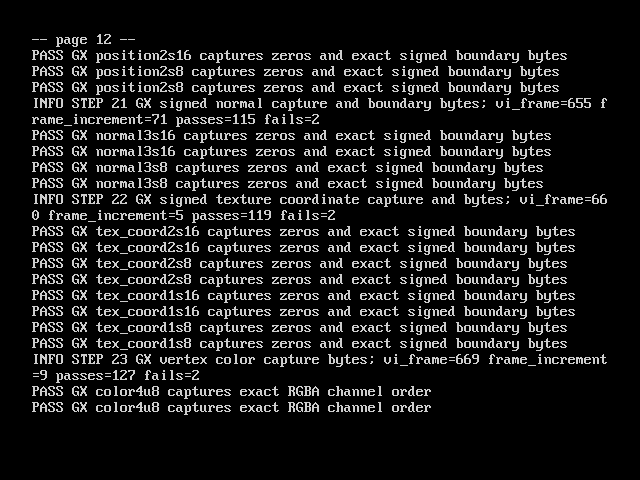 -- page 12 --
PASS GX position2s16 captures zeros and exact signed boundary bytes
PASS GX position2s8 captures zeros and exact signed boundary bytes
PASS GX position2s8 captures zeros and exact signed boundary bytes
INFO STEP 21 GX signed normal capture and boundary bytes; vi_frame=655 f
rame_increment=71 passes=115 fails=2
PASS GX normal3s16 captures zeros and exact signed boundary bytes
PASS GX normal3s16 captures zeros and exact signed boundary bytes
PASS GX normal3s8 captures zeros and exact signed boundary bytes
PASS GX normal3s8 captures zeros and exact signed boundary bytes
INFO STEP 22 GX signed texture coordinate capture and bytes; vi_frame=66
0 frame_increment=5 passes=119 fails=2
PASS GX tex_coord2s16 captures zeros and exact signed boundary bytes
PASS GX tex_coord2s16 captures zeros and exact signed boundary bytes
PASS GX tex_coord2s8 captures zeros and exact signed boundary bytes
PASS GX tex_coord2s8 captures zeros and exact signed boundary bytes
PASS GX tex_coord1s16 captures zeros and exact signed boundary bytes
PASS GX tex_coord1s16 captures zeros and exact signed boundary bytes
PASS GX tex_coord1s8 captures zeros and exact signed boundary bytes
PASS GX tex_coord1s8 captures zeros and exact signed boundary bytes
INFO STEP 23 GX vertex color capture bytes; vi_frame=669 frame_increment
=9 passes=127 fails=2
PASS GX color4u8 captures exact RGBA channel order
PASS GX color4u8 captures exact RGBA channel order